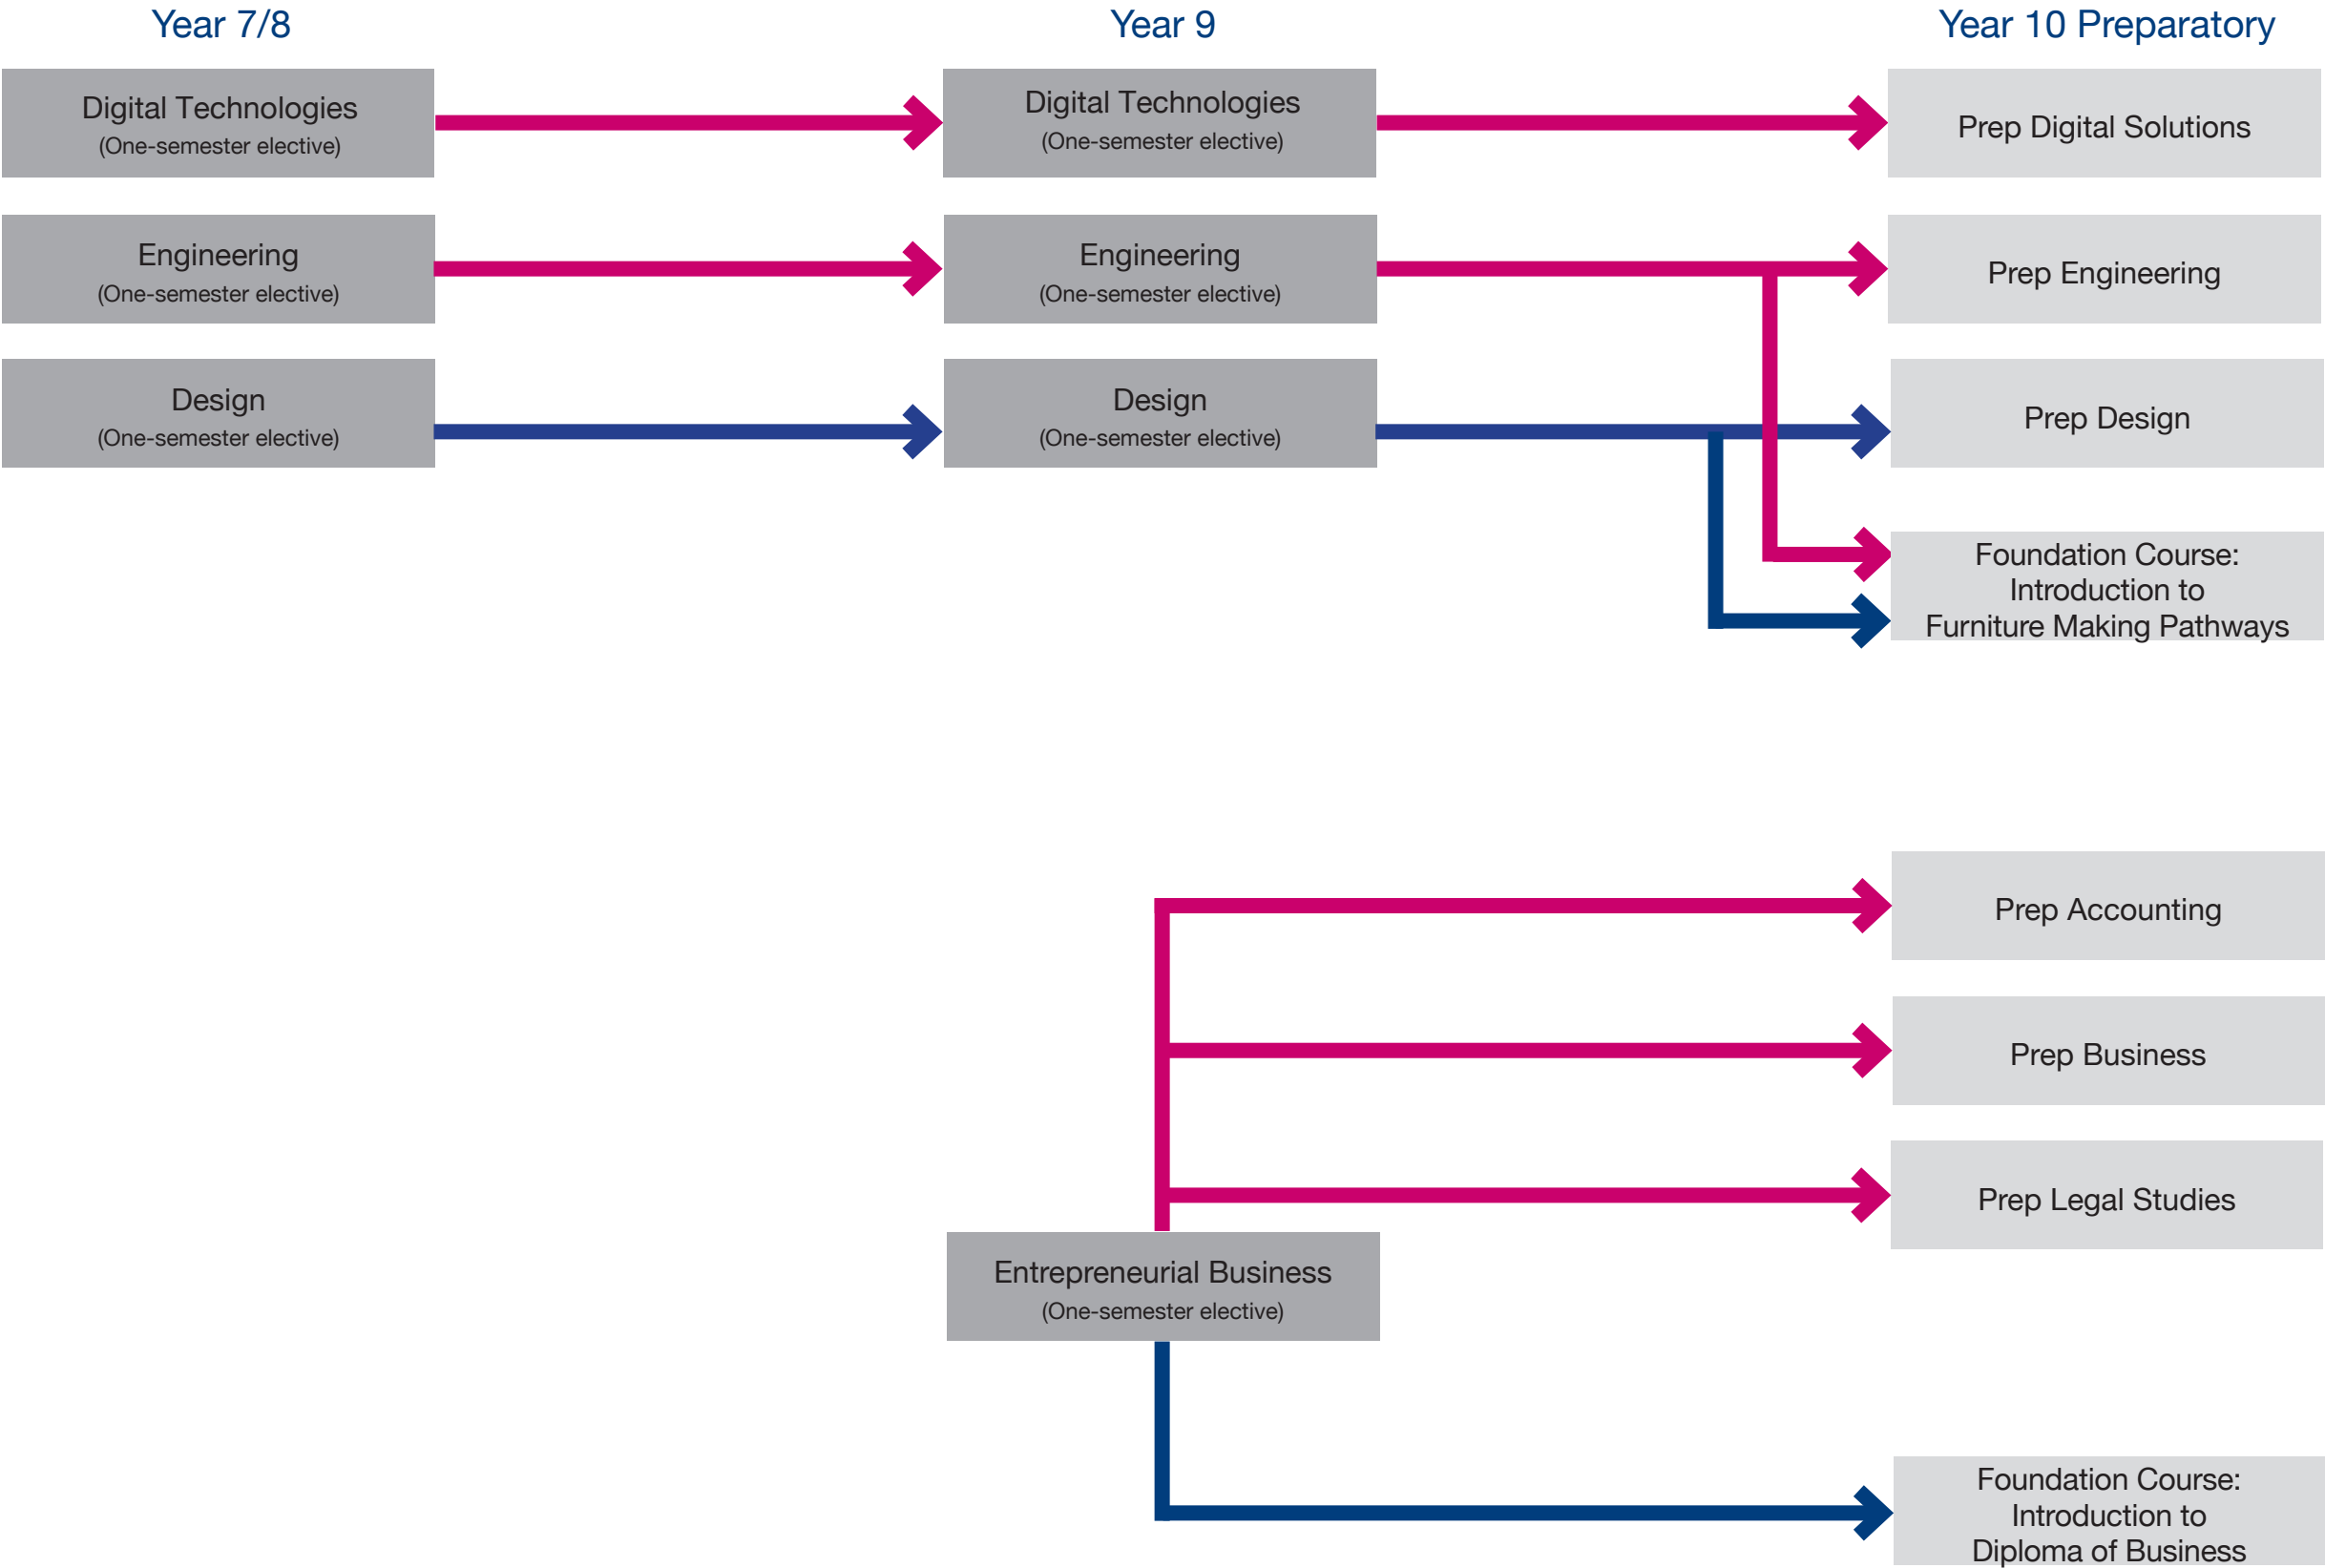 Year 7/8
Year 9
Year 10 Preparatory
Digital Technologies
(One-semester elective)
Digital Technologies
(One-semester elective)
Prep Digital Solutions
Engineering
(One-semester elective)
Engineering
(One-semester elective)
Prep Engineering
Design
(One-semester elective)
Design
(One-semester elective)
Prep Design
Foundation Course:
Introduction to
Furniture Making Pathways
Prep Accounting
Prep Business
Prep Legal Studies
Entrepreneurial Business
(One-semester elective)
Foundation Course:
Introduction to
Diploma of Business